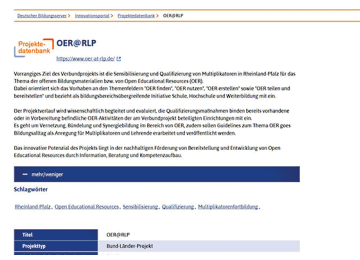 Deutscher Bildungsserver > Innovationsportal > Projektdatenbank > OER@RLP
Projekte-
datenbank
OER@RLP
https://www.oer-at-rlp.de/
Vorrangiges Ziel des Verbundprojekts ist die Sensibilisierung und Qualifizierung von Multiplikatoren in Rheinland-Pfalz für das
Thema der offenen Bildungsmaterialien bzw. von Open Educational Resources (OER).
Dabei orientiert sich das Vorhaben an den Themenfeldern "OER finden", "OER nutzen", "OER erstellen" sowie "OER teilen und
bereitstellen" und bezieht als bildungsbereichsübergreifende Initiative Schule, Hochschule und Weiterbildung mit ein.
Der Projektverlauf wird wissenschaftlich begleitet und evaluiert, die Qualifizierungsmaßnahmen binden bereits vorhandene
oder in Vorbereitung befindliche OER-Aktivitäten der am Verbundprojekt beteiligten Einrichtungen mit ein.
Es geht um Vernetzung, Bündelung und Synergiebildung im Bereich von OER, zudem sollen Guidelines zum Thema OER goes
Bildungsalltag als Anregung für Multiplikatoren und Lehrende erarbeitet und veröffentlicht werden.
Das innovative Potenzial des Projekts liegt in der nachhaltigen Förderung von Bereitstellung und Entwicklung von Open
Educational Resources durch Information, Beratung und Kompetenzaufbau.
— mehr/weniger
Schlagwörter
Rheinland-Pfalz, Open Educational Resources, Sensibilisierung, Qualifizierung, Multiplikatorenfortbildung,
Titel OER@RLP
Projekttyp Bund-Länder-Projekt